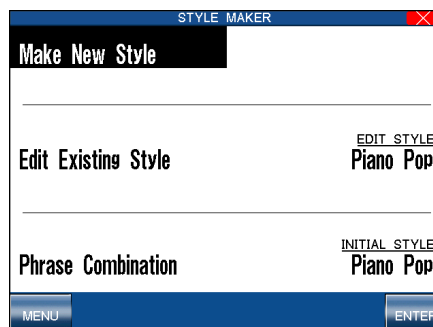 STYLE MAKER
Make New Style
EDIT STYLE
Edit Existing Style Piano Pop
INITIAL STYLE
Phrase Combination Piano Pop
MENU ENTER